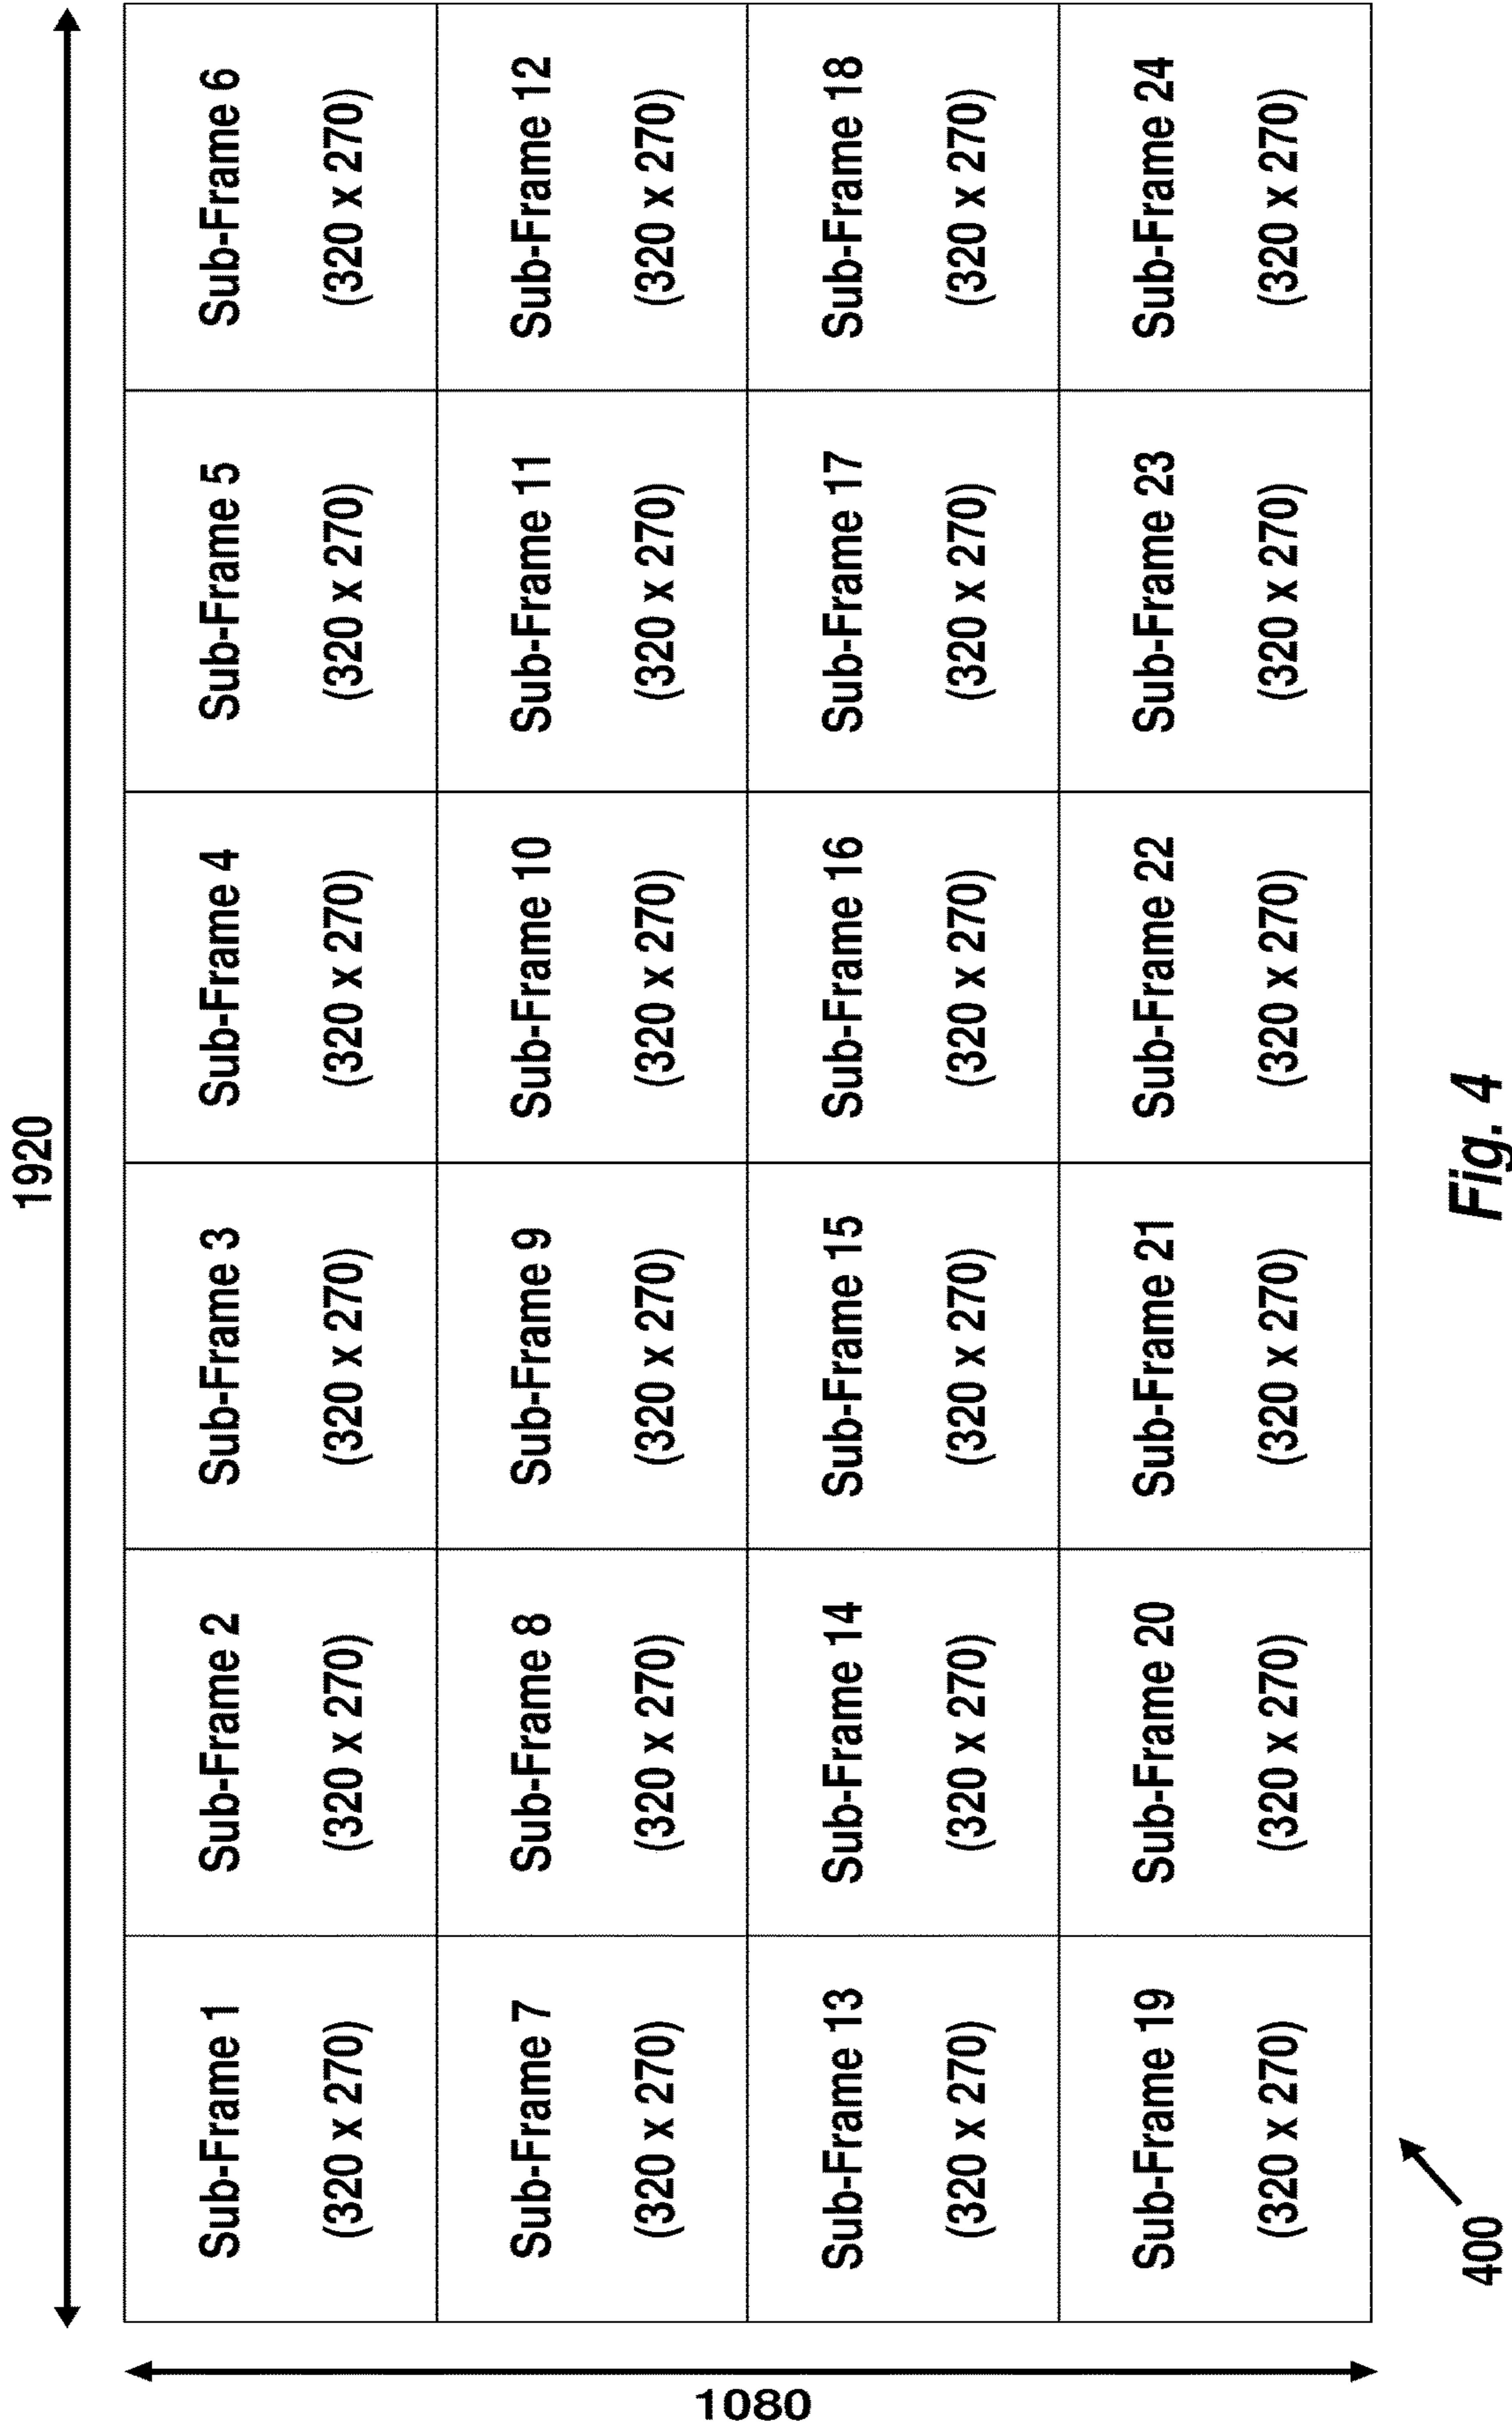 1920
1080
Sub-Frame 1
(320 x 270)
Sub-Frame 2
(320 x 270)
Sub-Frame 3
(320 x 270)
Sub-Frame 4
(320 x 270)
Sub-Frame 5
(320 x 270)
Sub-Frame 6
(320 x 270)
Sub-Frame 7
(320 x 270)
Sub-Frame 8
(320 x 270)
Sub-Frame 9
(320 x 270)
Sub-Frame 10
(320 x 270)
Sub-Frame 11
(320 x 270)
Sub-Frame 12
(320 x 270)
Sub-Frame 13
(320 x 270)
Sub-Frame 14
(320 x 270)
Sub-Frame 15
(320 x 270)
Sub-Frame 16
(320 x 270)
Sub-Frame 17
(320 x 270)
Sub-Frame 18
(320 x 270)
Sub-Frame 19
(320 x 270)
Sub-Frame 20
(320 x 270)
Sub-Frame 21
(320 x 270)
Sub-Frame 22
(320 x 270)
Sub-Frame 23
(320 x 270)
Sub-Frame 24
(320 x 270)
400
Fig. 4